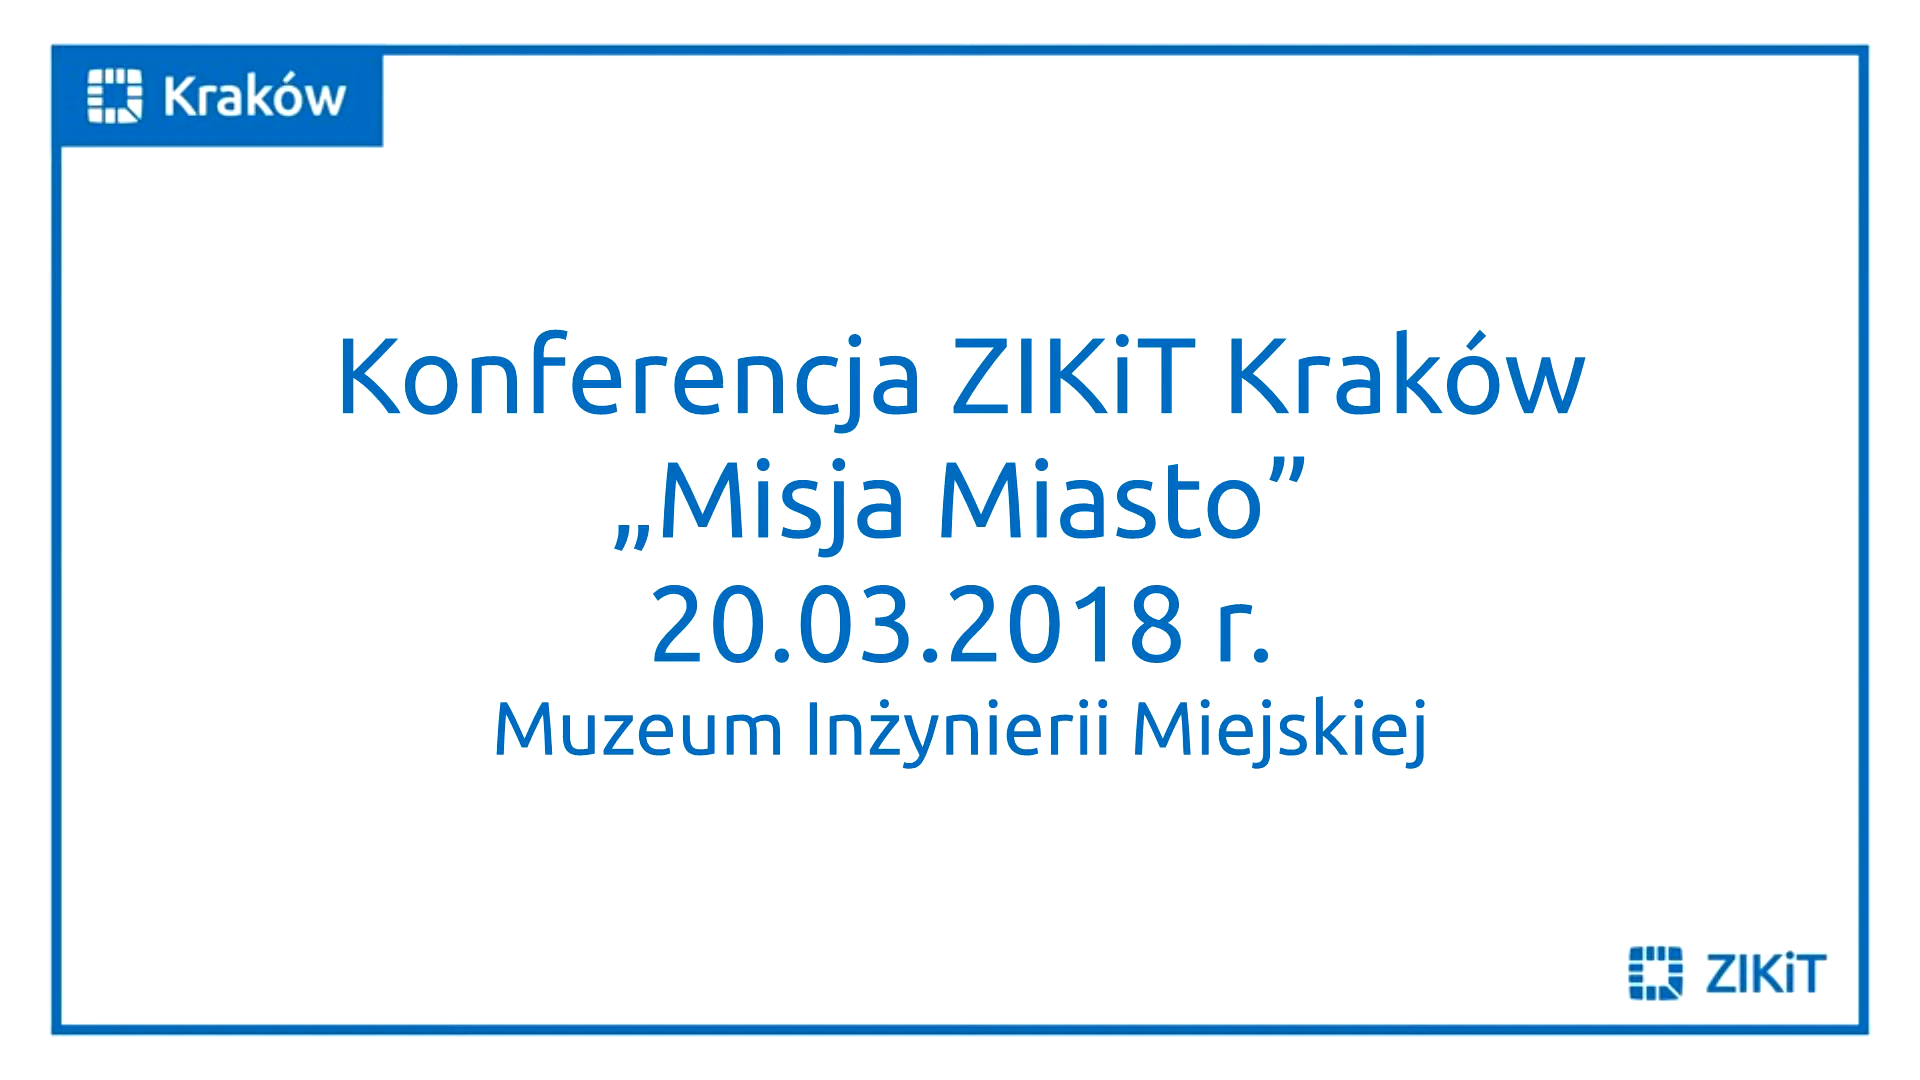 Kraków
Konferencja ZIKiT Kraków
„Misja Miasto”
20.03.2018 r.
Muzeum Inżynierii Miejskiej
ZIKiT